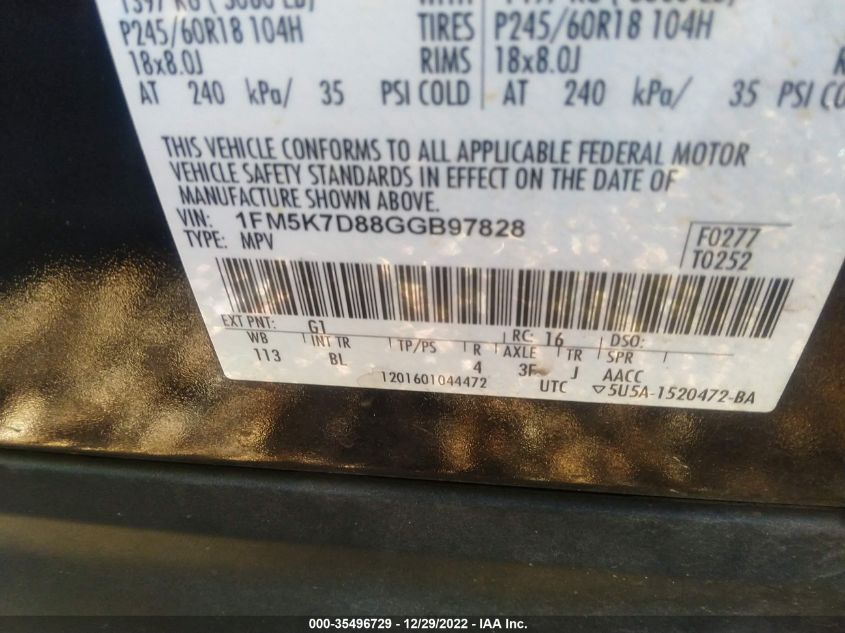 P245/60R18 104H TIRES P245/60R18 104H
18x8.0J RIMS 18x8.0J
AT 240 kPa/ 35 PSI COLD AT 240 kPa/ 35 PSI
THIS VEHICLE CONFORMS TO ALL APPLICABLE FEDERAL MOTOR
VEHICLE SAFETY STANDARDS IN EFFECT ON THE DATE OF
MANUFACTURE SHOWN ABOVE.
VIN: 1FM5K7D88GGB97828
TYPE: MPV
F0277
T0252
EXT PNT: G1 RC: 16 DSO:
WB INT TR TP/PS R AXLE TR SPR
113 BL 4 3F J AACC
1201601044472 UTC ▽5U5A-1520472-BA
000-35496729 - 12/29/2022 - IAAI.com